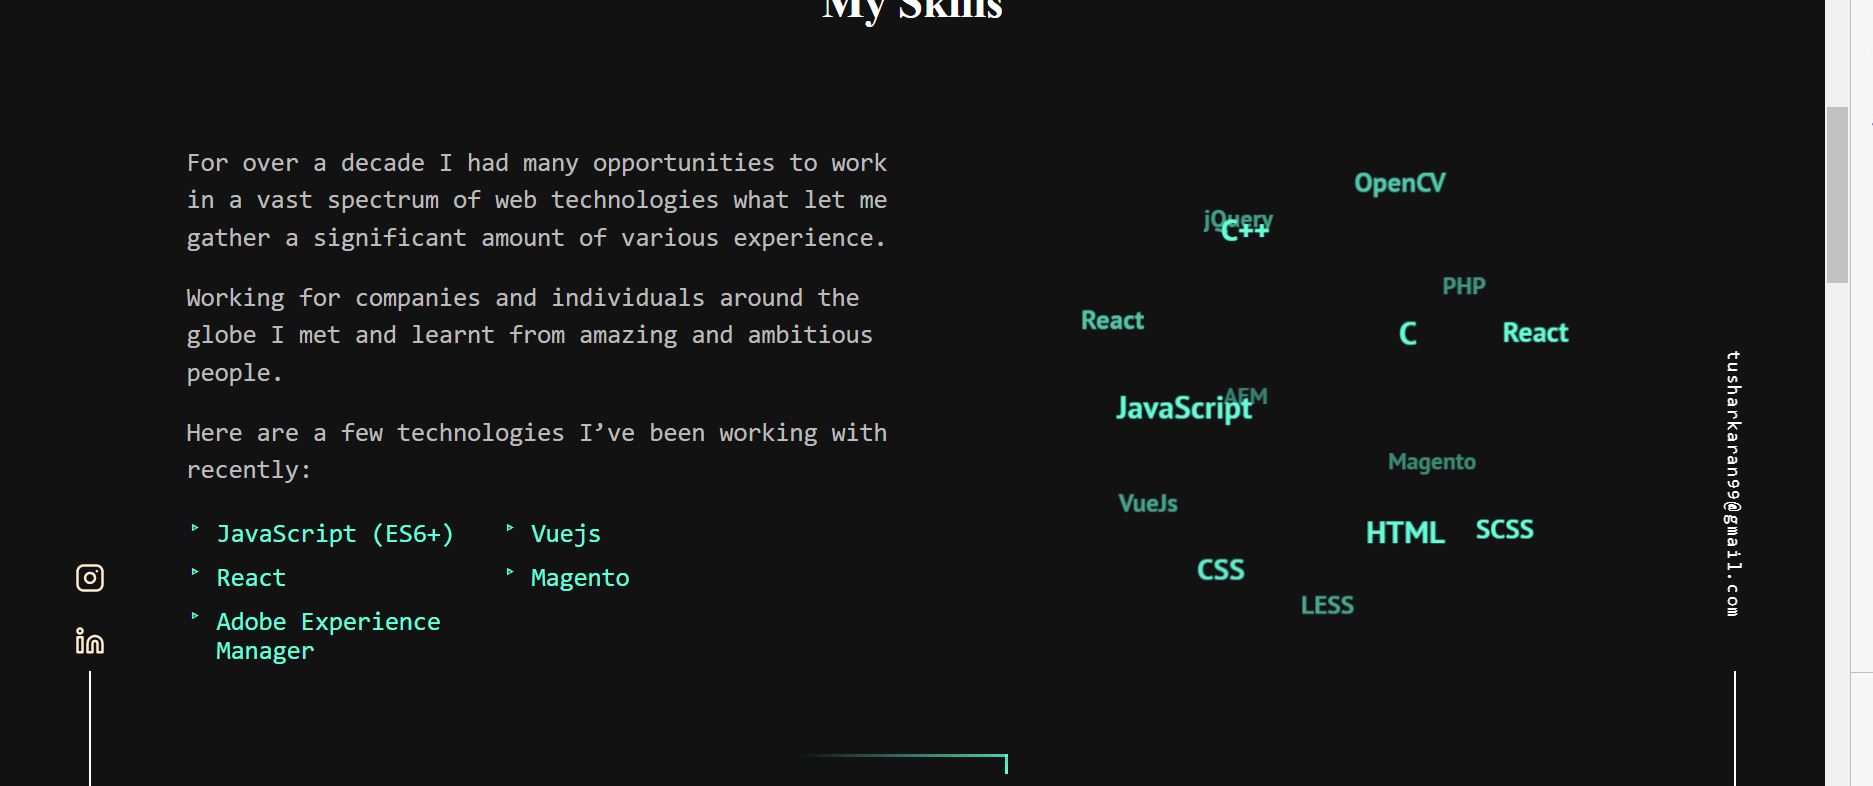 My Skills
For over a decade I had many opportunities to work
in a vast spectrum of web technologies what let me
gather a significant amount of various experience.
Working for companies and individuals around the
globe I met and learnt from amazing and ambitious
people.
Here are a few technologies I’ve been working with
recently:
JavaScript (ES6+)
Vuejs
React
Magento
Adobe Experience
Manager
OpenCV
jQuery
C++
PHP
React
C
React
AEM
JavaScript
Magento
VueJs
HTML
SCSS
CSS
LESS
tusharkaran99@gmail.com